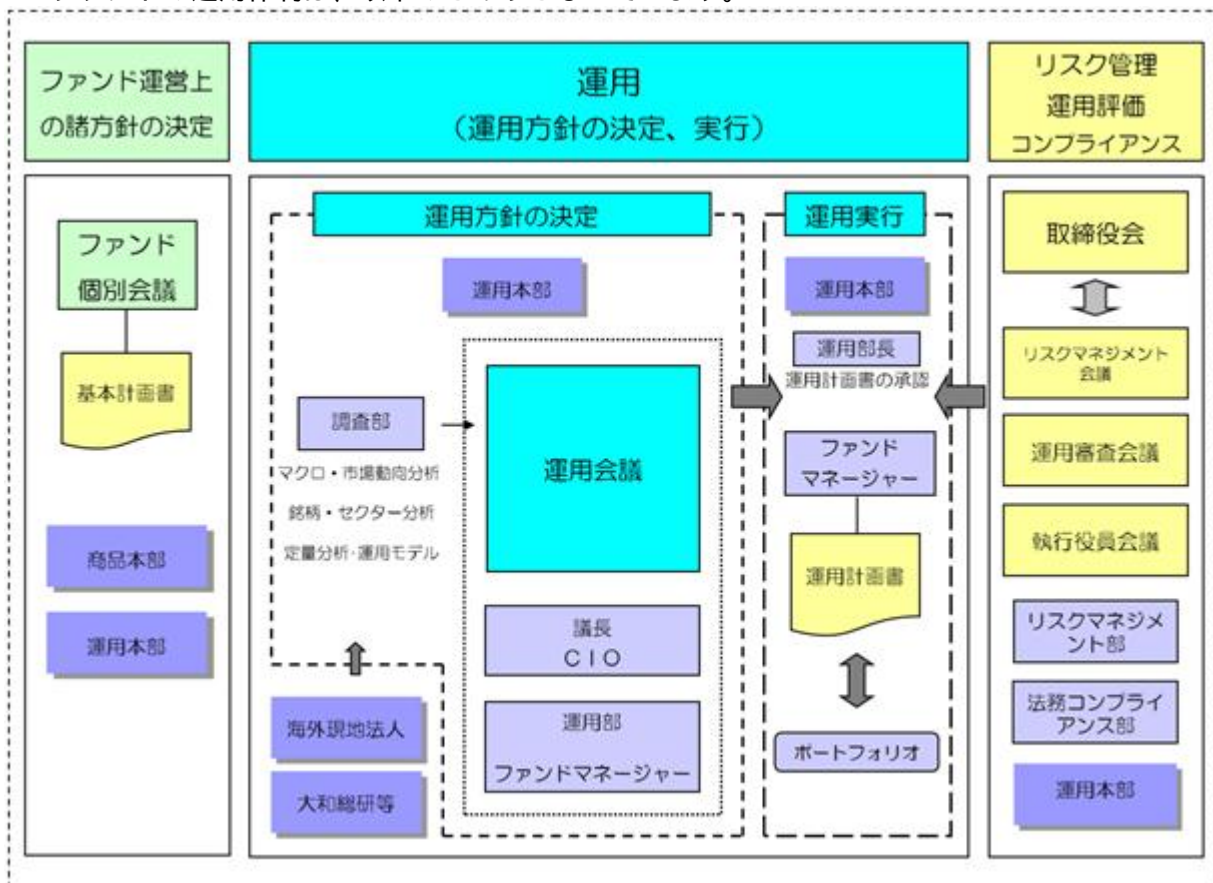 ファンド運営上
の諸方針の決定
ファンド
個別会議
基本計画書
商品本部
運用本部
運用
(運用方針の決定、実行)
運用方針の決定
運用本部
調査部
マクロ・市場動向分析
銘柄・セクター分析
定量分析・運用モデル
海外現地法人
大和総研等
運用会議
議長
CIO
運用部
ファンドマネージャー
運用実行
運用本部
運用部長
運用計画書の承認
ファンド
マネージャー
運用計画書
ポートフォリオ
リスク管理
運用評価
コンプライアンス
取締役会
リスクマネジメント
会議
運用審査会議
執行役員会議
リスクマネジメ
ント部
法務コンプライ
アンス部
運用本部